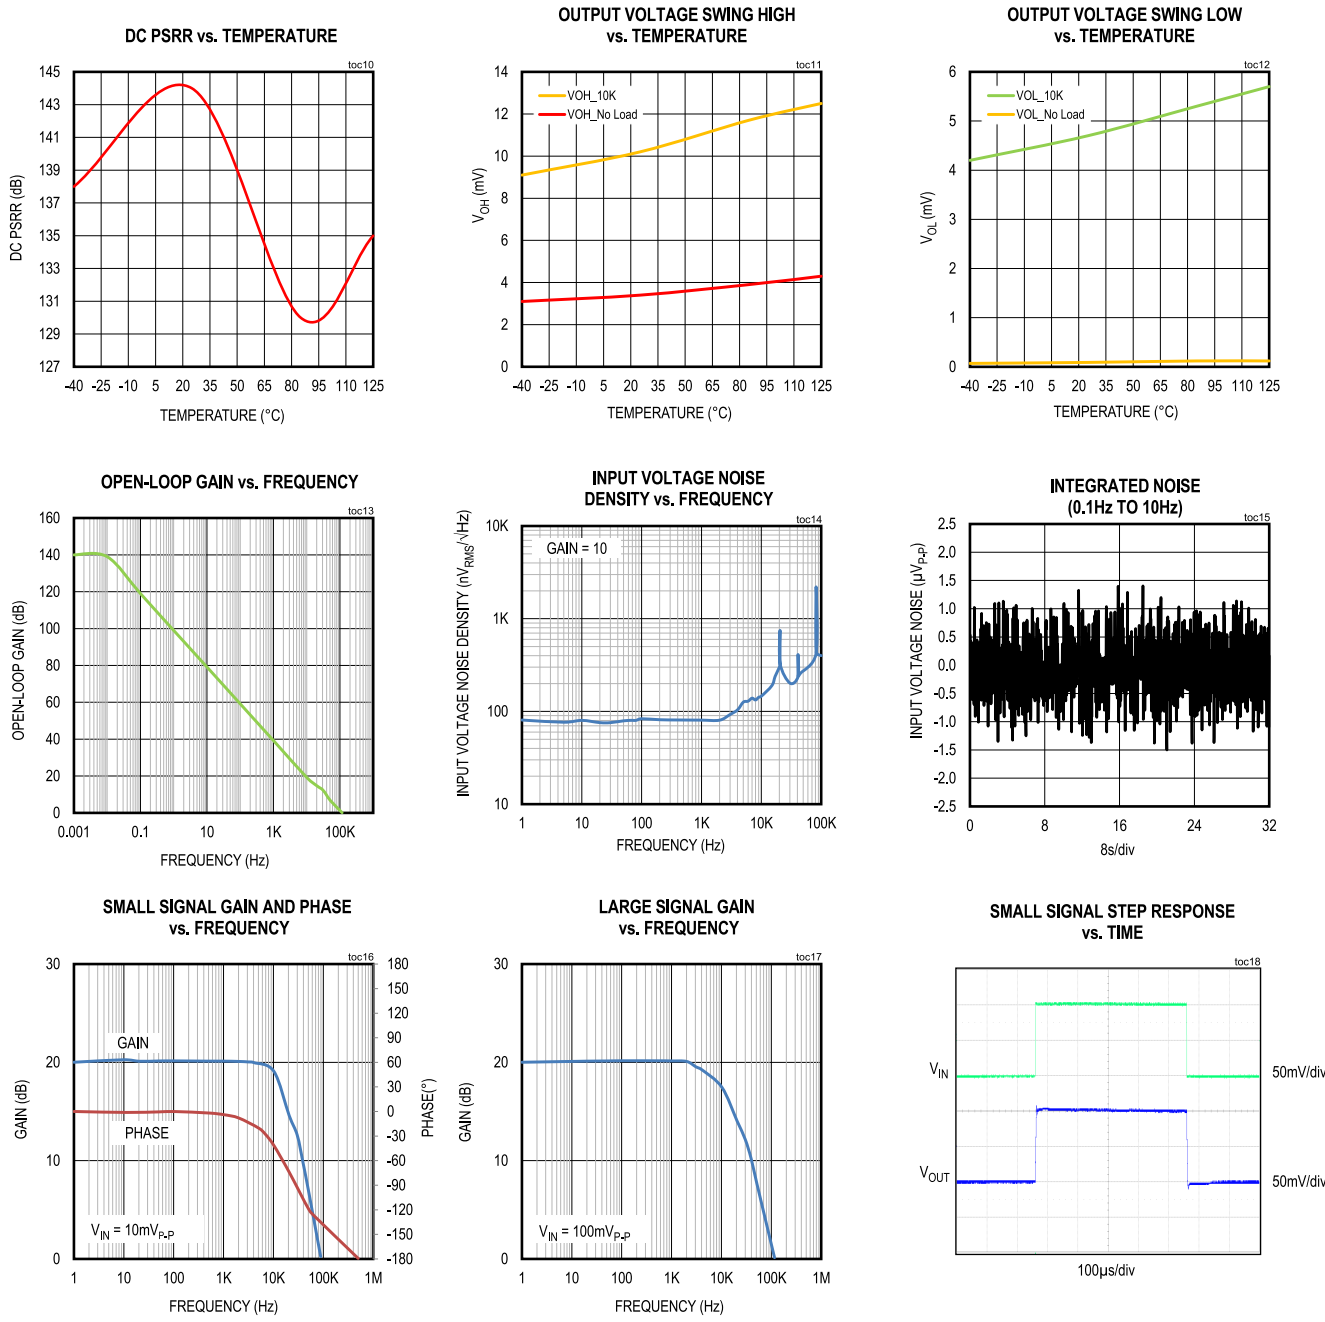 DC PSRR vs. TEMPERATURE
toc10
145
143
141
139
137
135
133
131
129
127
DC PSRR (dB)
-40 -25 -10 5 20 35 50 65 80 95 110 125
TEMPERATURE (°C)
OUTPUT VOLTAGE SWING HIGH
vs. TEMPERATURE
toc11
14
12
10
8
6
4
2
0
VOH_10K
VOH_No Load
VOH (mV)
-40 -25 -10 5 20 35 50 65 80 95 110 125
TEMPERATURE (°C)
OUTPUT VOLTAGE SWING LOW
vs. TEMPERATURE
toc12
6
5
4
3
2
1
0
VOL_10K
VOL_No Load
VOL (mV)
-40 -25 -10 5 20 35 50 65 80 95 110 125
TEMPERATURE (°C)
OPEN-LOOP GAIN vs. FREQUENCY
toc13
160
140
120
100
80
60
40
20
0
OPEN-LOOP GAIN (dB)
0.001 0.1 10 1K 100K
FREQUENCY (Hz)
INPUT VOLTAGE NOISE
DENSITY vs. FREQUENCY
toc14
10K
1K
100
10
GAIN = 10
INPUT VOLTAGE NOISE DENSITY (nVRMS/√Hz)
1 10 100 1K 10K 100K
FREQUENCY (Hz)
INTEGRATED NOISE
(0.1Hz TO 10Hz)
toc15
2.5
2.0
1.5
1.0
0.5
0.0
-0.5
-1.0
-1.5
-2.0
-2.5
INPUT VOLTAGE NOISE (µVP-P)
0 8 16 24 32
8s/div
SMALL SIGNAL GAIN AND PHASE
vs. FREQUENCY
toc16
30
20
10
0
GAIN (dB)
GAIN
PHASE
VIN = 10mVP-P
180
150
120
90
60
30
0
-30
-60
-90
-120
-150
-180
PHASE(°)
1 10 100 1K 10K 100K 1M
FREQUENCY (Hz)
LARGE SIGNAL GAIN
vs. FREQUENCY
toc17
30
20
10
0
GAIN (dB)
VIN = 100mVP-P
1 10 100 1K 10K 100K 1M
FREQUENCY (Hz)
SMALL SIGNAL STEP RESPONSE
vs. TIME
toc18
VIN
50mV/div
VOUT
50mV/div
100µs/div